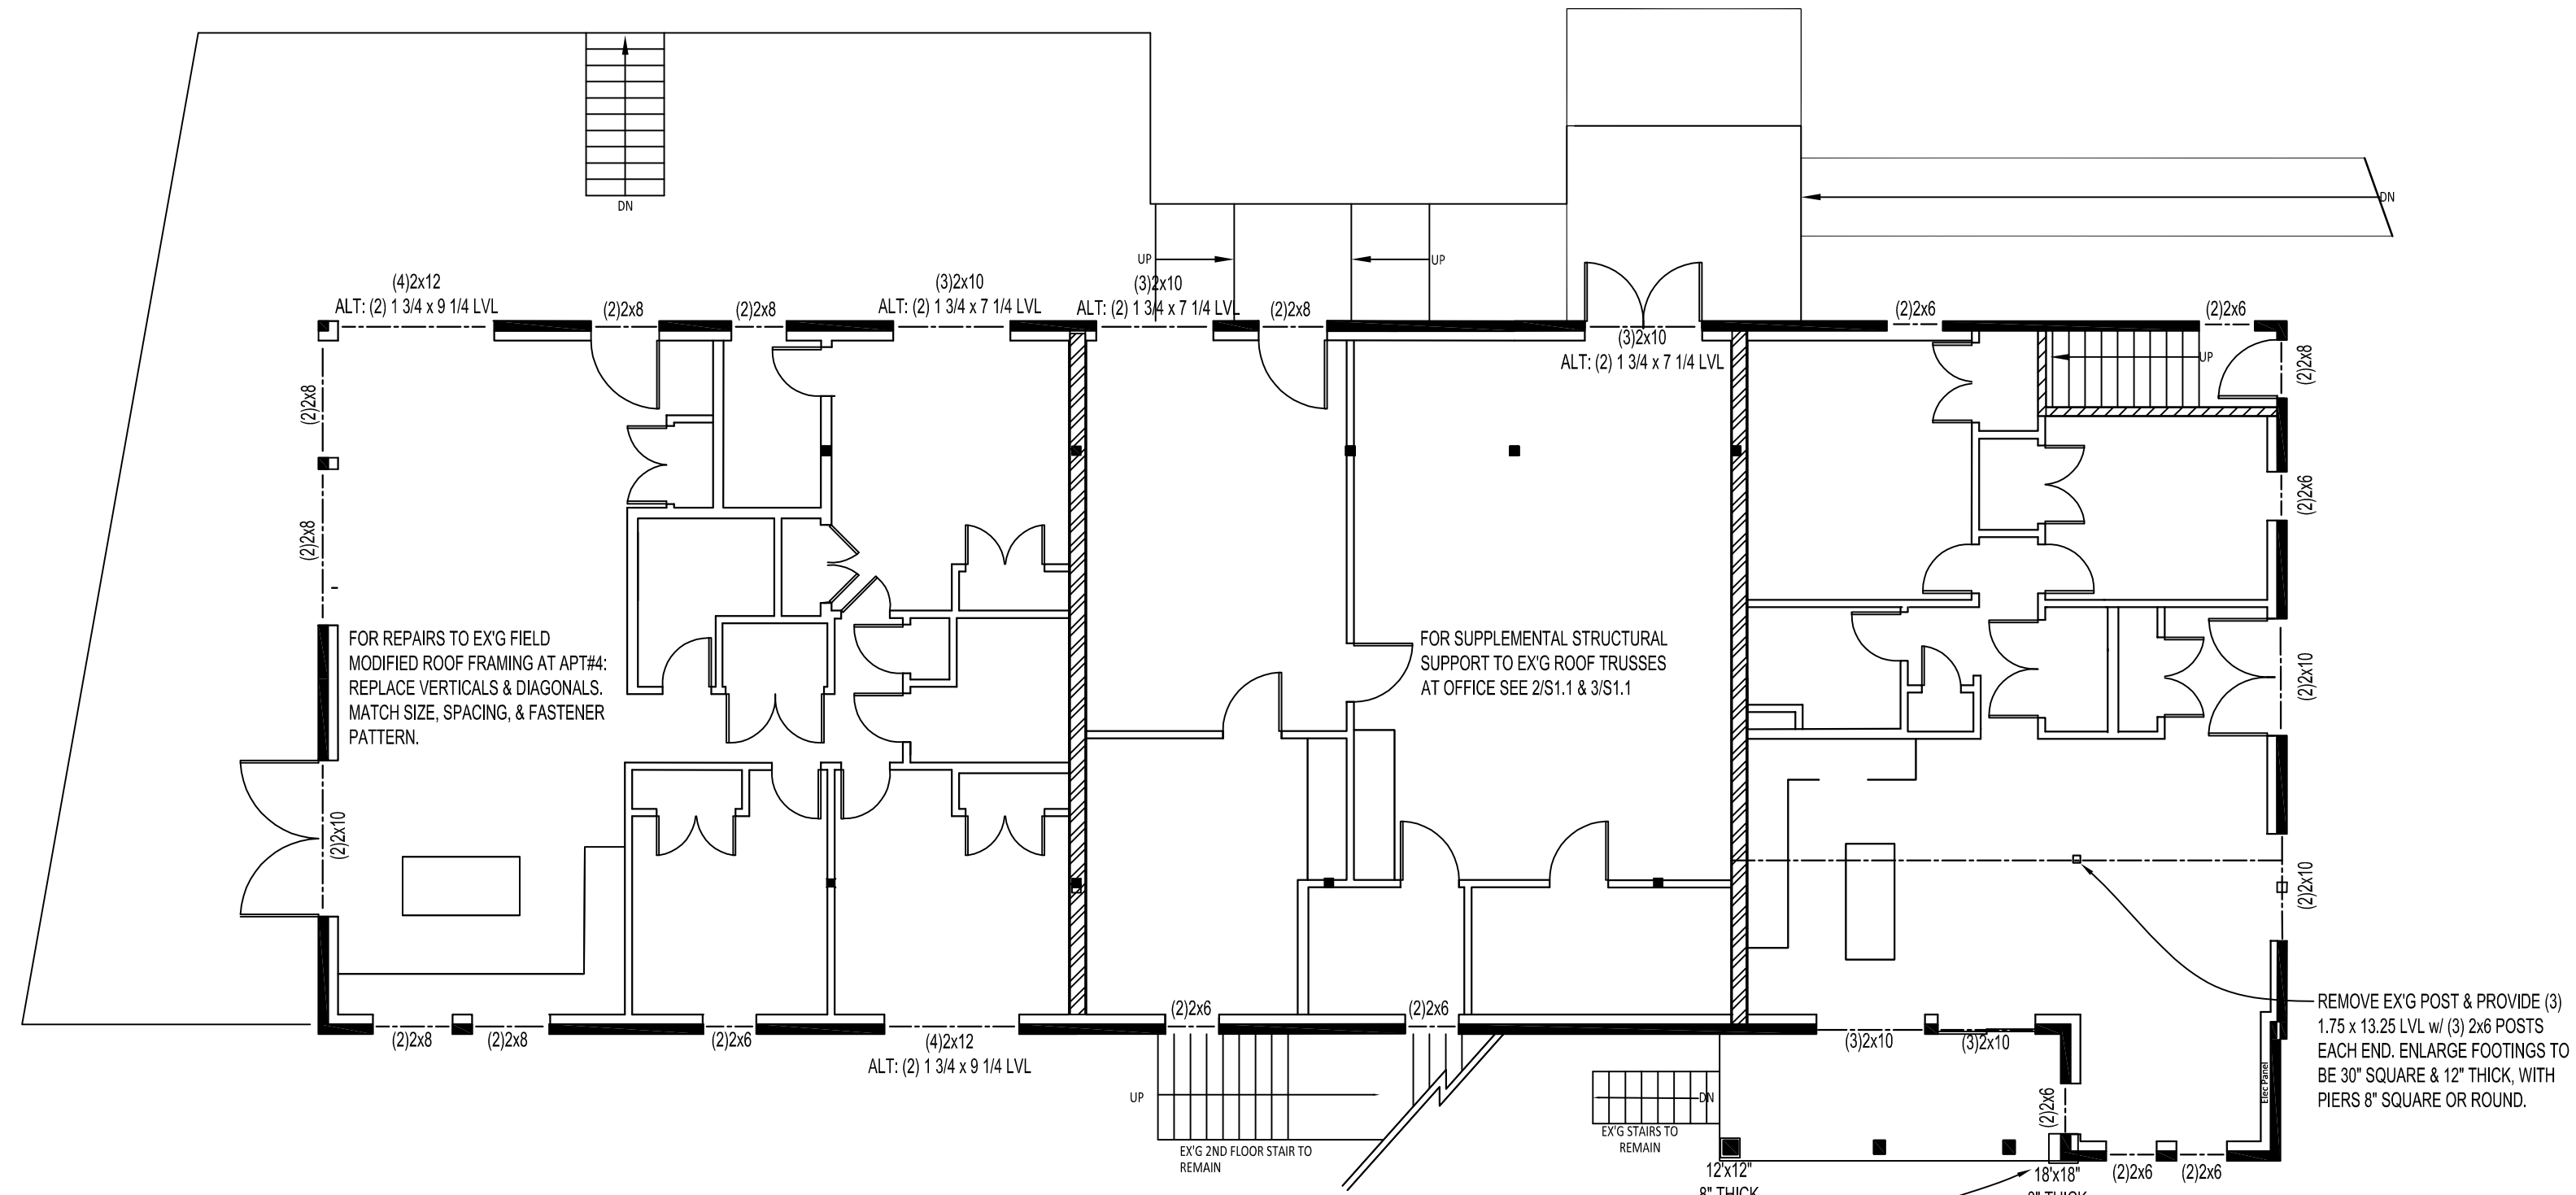 DN
DN
UP
UP
(4)2x12
ALT: (2) 1 3/4 x 9 1/4 LVL
(2)2x8
(2)2x8
(3)2x10
ALT: (2) 1 3/4 x 7 1/4 LVL
(3)2x10
ALT: (2) 1 3/4 x 7 1/4 LVL
(2)2x8
(3)2x10
ALT: (2) 1 3/4 x 7 1/4 LVL
(2)2x6
(2)2x6
UP
(2)2x8
(2)2x8
(2)2x6
(2)2x8
FOR REPAIRS TO EX'G FIELD
MODIFIED ROOF FRAMING AT APT#4:
REPLACE VERTICALS & DIAGONALS.
MATCH SIZE, SPACING, & FASTENER
PATTERN.
FOR SUPPLEMENTAL STRUCTURAL
SUPPORT TO EX'G ROOF TRUSSES
AT OFFICE SEE 2/S1.1 & 3/S1.1
(2)2x10
(2)2x10
(2)2x10
REMOVE EX'G POST & PROVIDE (3)
1.75 x 13.25 LVL w/ (3) 2x6 POSTS
EACH END. ENLARGE FOOTINGS TO
BE 30" SQUARE & 12" THICK, WITH
PIERS 8" SQUARE OR ROUND.
(2)2x8
(2)2x8
(2)2x6
(4)2x12
ALT: (2) 1 3/4 x 9 1/4 LVL
(2)2x6
(2)2x6
(3)2x10
(3)2x10
Elec Panel
(2)2x6
UP
DN
EX'G 2ND FLOOR STAIR TO
REMAIN
EX'G STAIRS TO
REMAIN
12'x12"
8" THICK
18'x18"
8" THICK
(2)2x6
(2)2x6